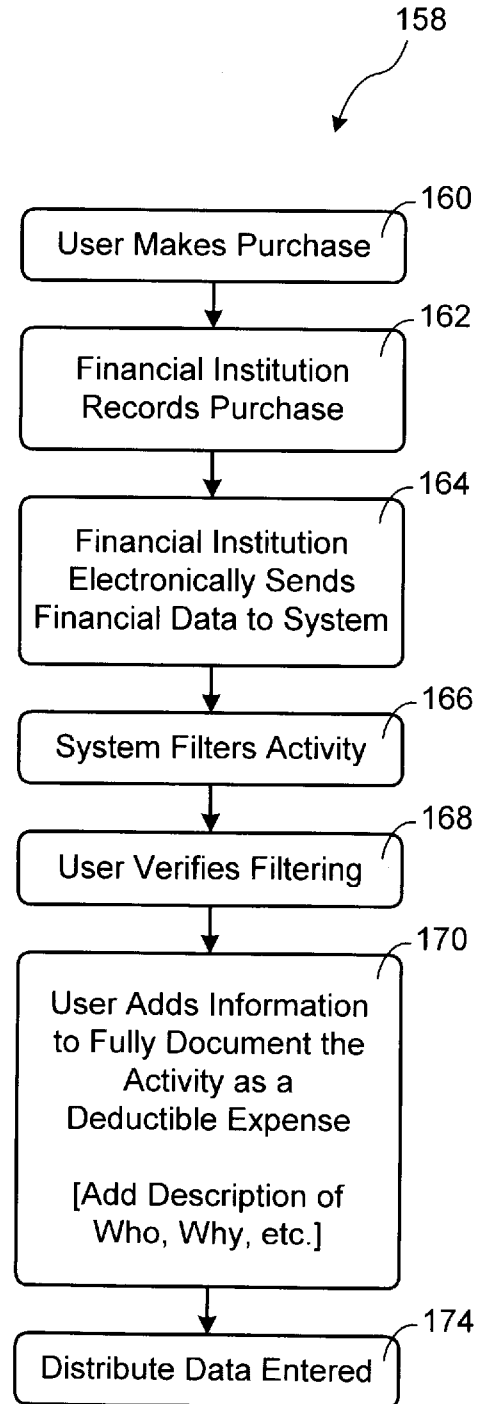 158
160
User Makes Purchase
162
Financial Institution
Records Purchase
164
Financial Institution
Electronically Sends
Financial Data to System
166
System Filters Activity
168
User Verifies Filtering
170
User Adds Information
to Fully Document the
Activity as a
Deductible Expense
[Add Description of
Who, Why, etc.]
174
Distribute Data Entered